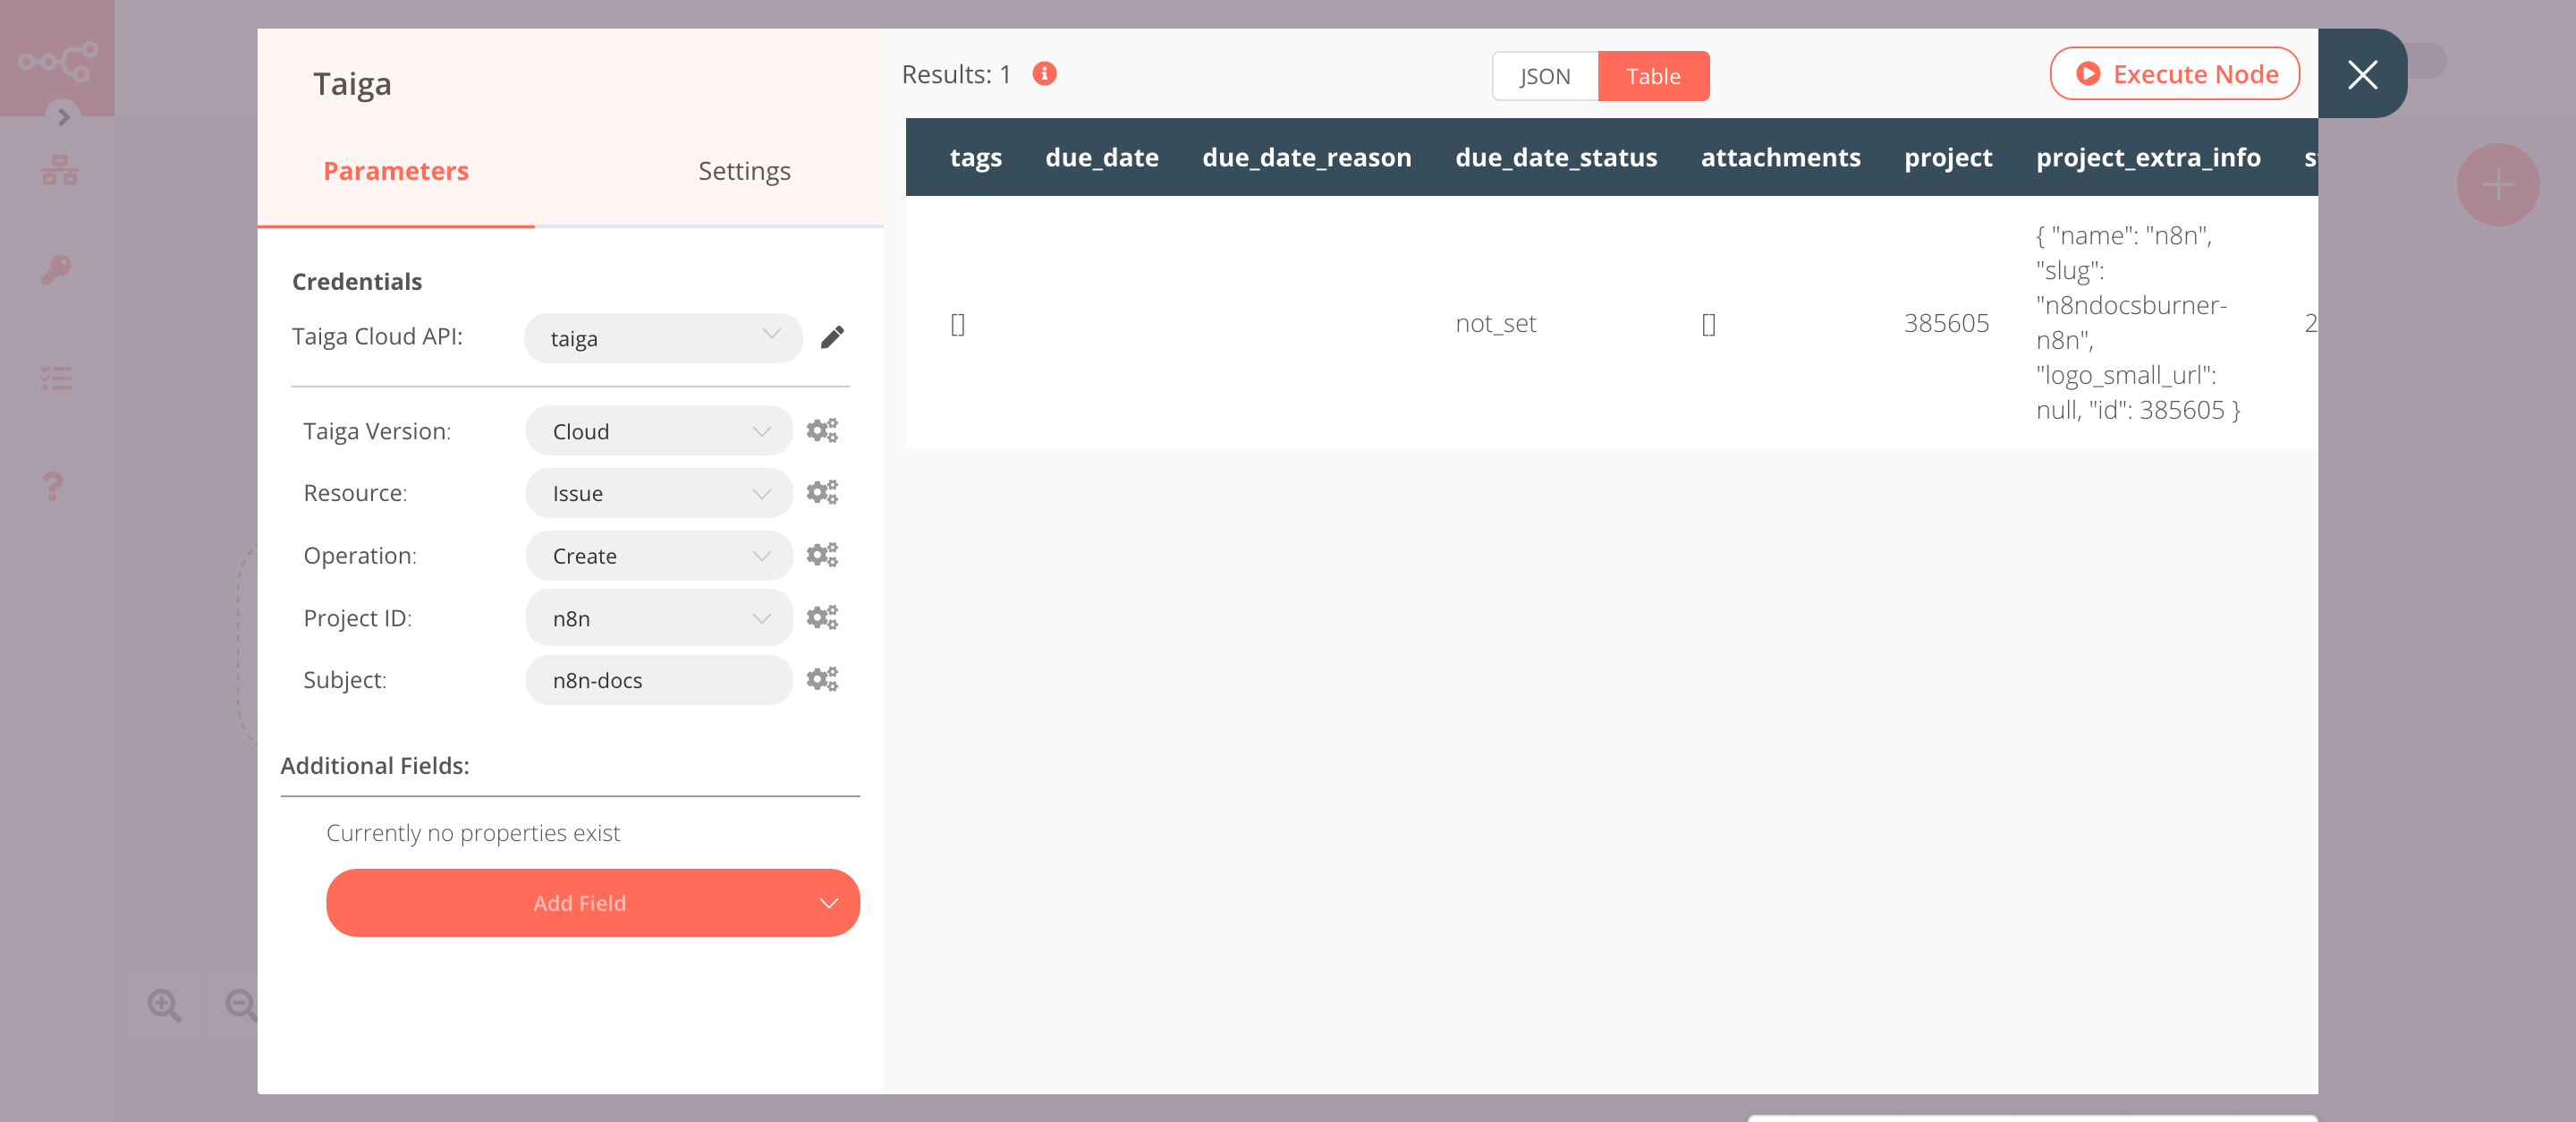 Taiga
Parameters
Settings
Credentials
Taiga Cloud API:
taiga
Taiga Version:
Cloud
Resource:
Issue
Operation:
Create
Project ID:
n8n
Subject:
n8n-docs
Additional Fields:
Currently no properties exist
Add Field
Results: 1
JSON
Table
Execute Node
tags due_date due_date_reason due_date_status attachments project project_extra_info
[] not_set [] 385605
{ "name": "n8n",
"slug":
"n8ndocsburner-
n8n",
"logo_small_url":
null, "id": 385605 }